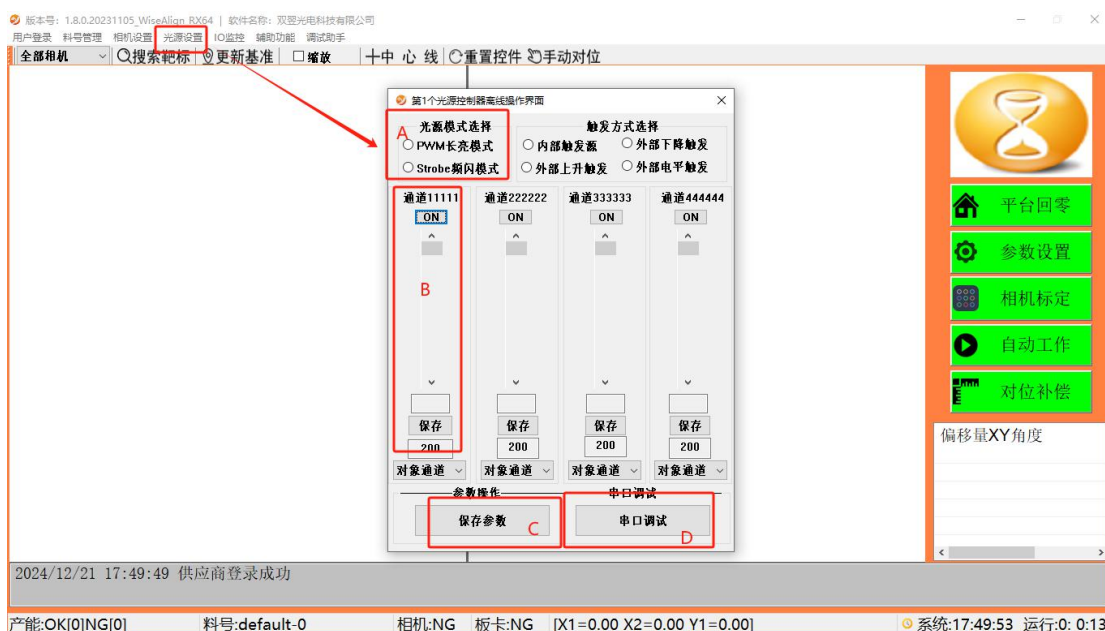 版本号：1.8.0.20231105_WiseAlign_RX64 | 软件名称：双翌光电科技有限公司
用户登录 料号管理 相机设置 光源设置 IO监控 辅助功能 调试助手
全部相机 搜索靶标 更新基准 缩放 十中 心 线 重置控件 手动对位
第1个光源控制器离线操作界面
光源模式选择 触发方式选择
A
PWM长亮模式 内部触发源 外部下降触发
Strobe频闪模式 外部上升触发 外部电平触发
通道11111 通道222222 通道333333 通道444444
ON ON ON ON
B
保存 保存 保存 保存
200 200 200 200
对象通道 对象通道 对象通道 对象通道
参数操作 串口调试
保存参数 C 串口调试 D
平台回零
参数设置
相机标定
自动工作
对位补偿
偏移量XY角度
2024/12/21 17:49:49 供应商登录成功
产能:OK[0]NG[0] 料号:default-0 相机:NG 板卡:NG [X1=0.00 X2=0.00 Y1=0.00] 系统:17:49:53 运行:0: 0:13